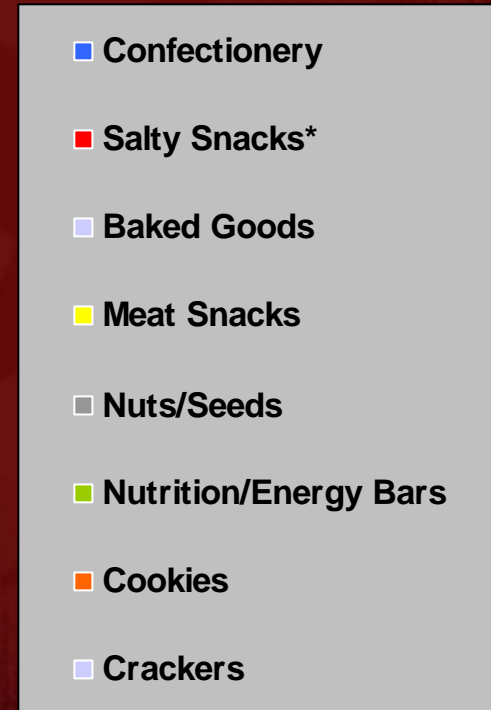 Confectionery
Salty Snacks*
Baked Goods
Meat Snacks
Nuts/Seeds
Nutrition/Energy Bars
Cookies
Crackers